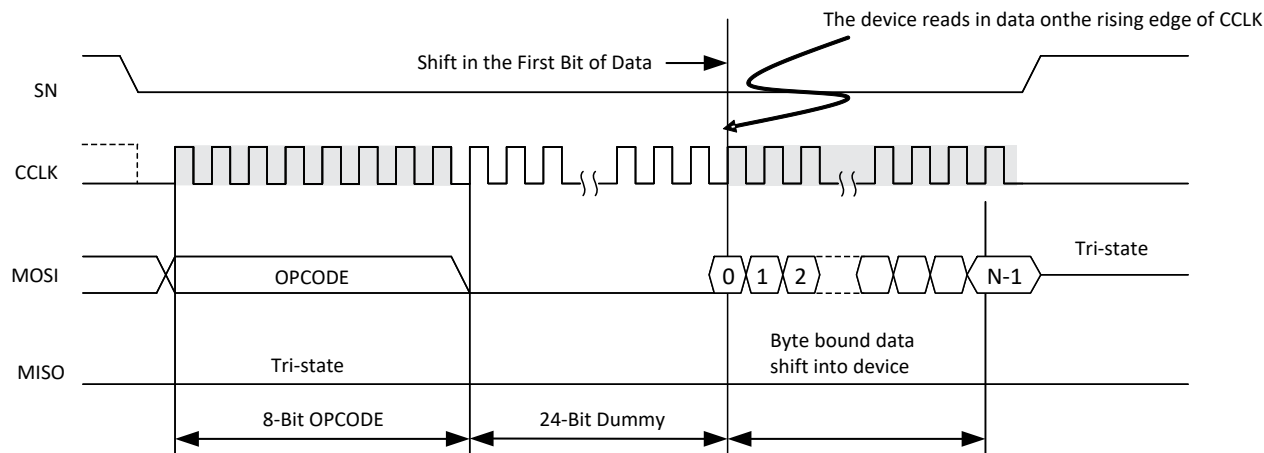 The device reads in data onthe rising edge of CCLK
Shift in the First Bit of Data
SN
CCLK
Tri-state
MOSI
OPCODE
0
1
2
N-1
Byte bound data
shift into device
Tri-state
MISO
8-Bit OPCODE
24-Bit Dummy